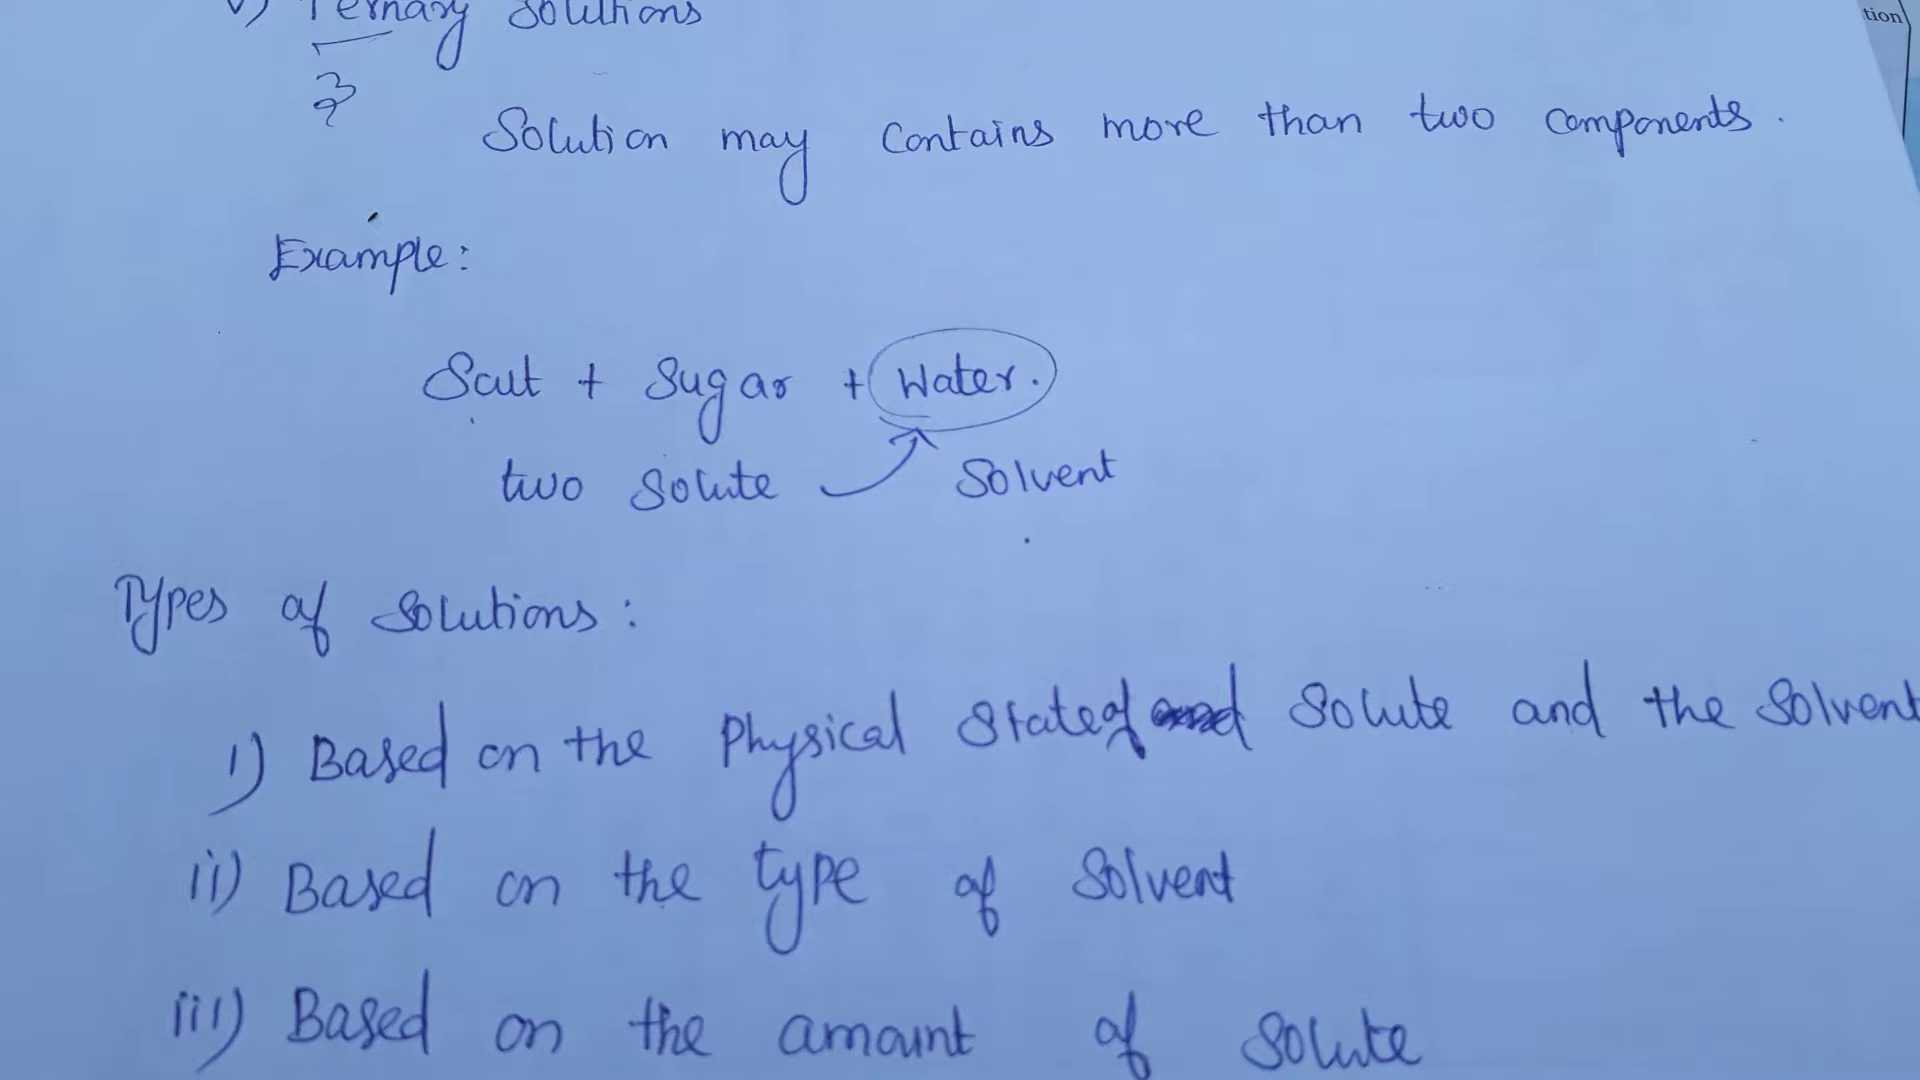 v) Ternary Solutions
tion
3
Solution may Contains more than two components.
Example:
Salt + Sugar + Water.
two Solute Solvent
Types of Solutions:
i) Based on the Physical State of Solute and the Solvent
ii) Based on the type of Solvent
iii) Based on the amount of Solute